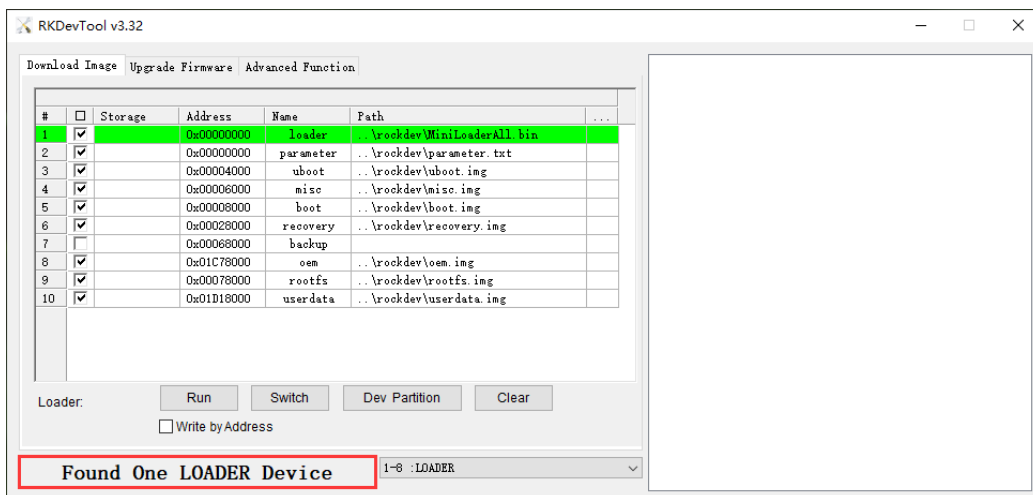 RKDevTool v3.32
Download Image Upgrade Firmware Advanced Function
# Storage Address Name Path ...
1 0x00000000 loader ..\rockdev\MiniLoaderAll.bin
2 0x00000000 parameter ..\rockdev\parameter.txt
3 0x00004000 uboot ..\rockdev\uboot.img
4 0x00006000 misc ..\rockdev\misc.img
5 0x00008000 boot ..\rockdev\boot.img
6 0x00028000 recovery ..\rockdev\recovery.img
7 0x00068000 backup
8 0x01C78000 oem ..\rockdev\oem.img
9 0x00078000 rootfs ..\rockdev\rootfs.img
10 0x01D18000 userdata ..\rockdev\userdata.img
Loader: Run Switch Dev Partition Clear
Write by Address
Found One LOADER Device 1-8 :LOADER